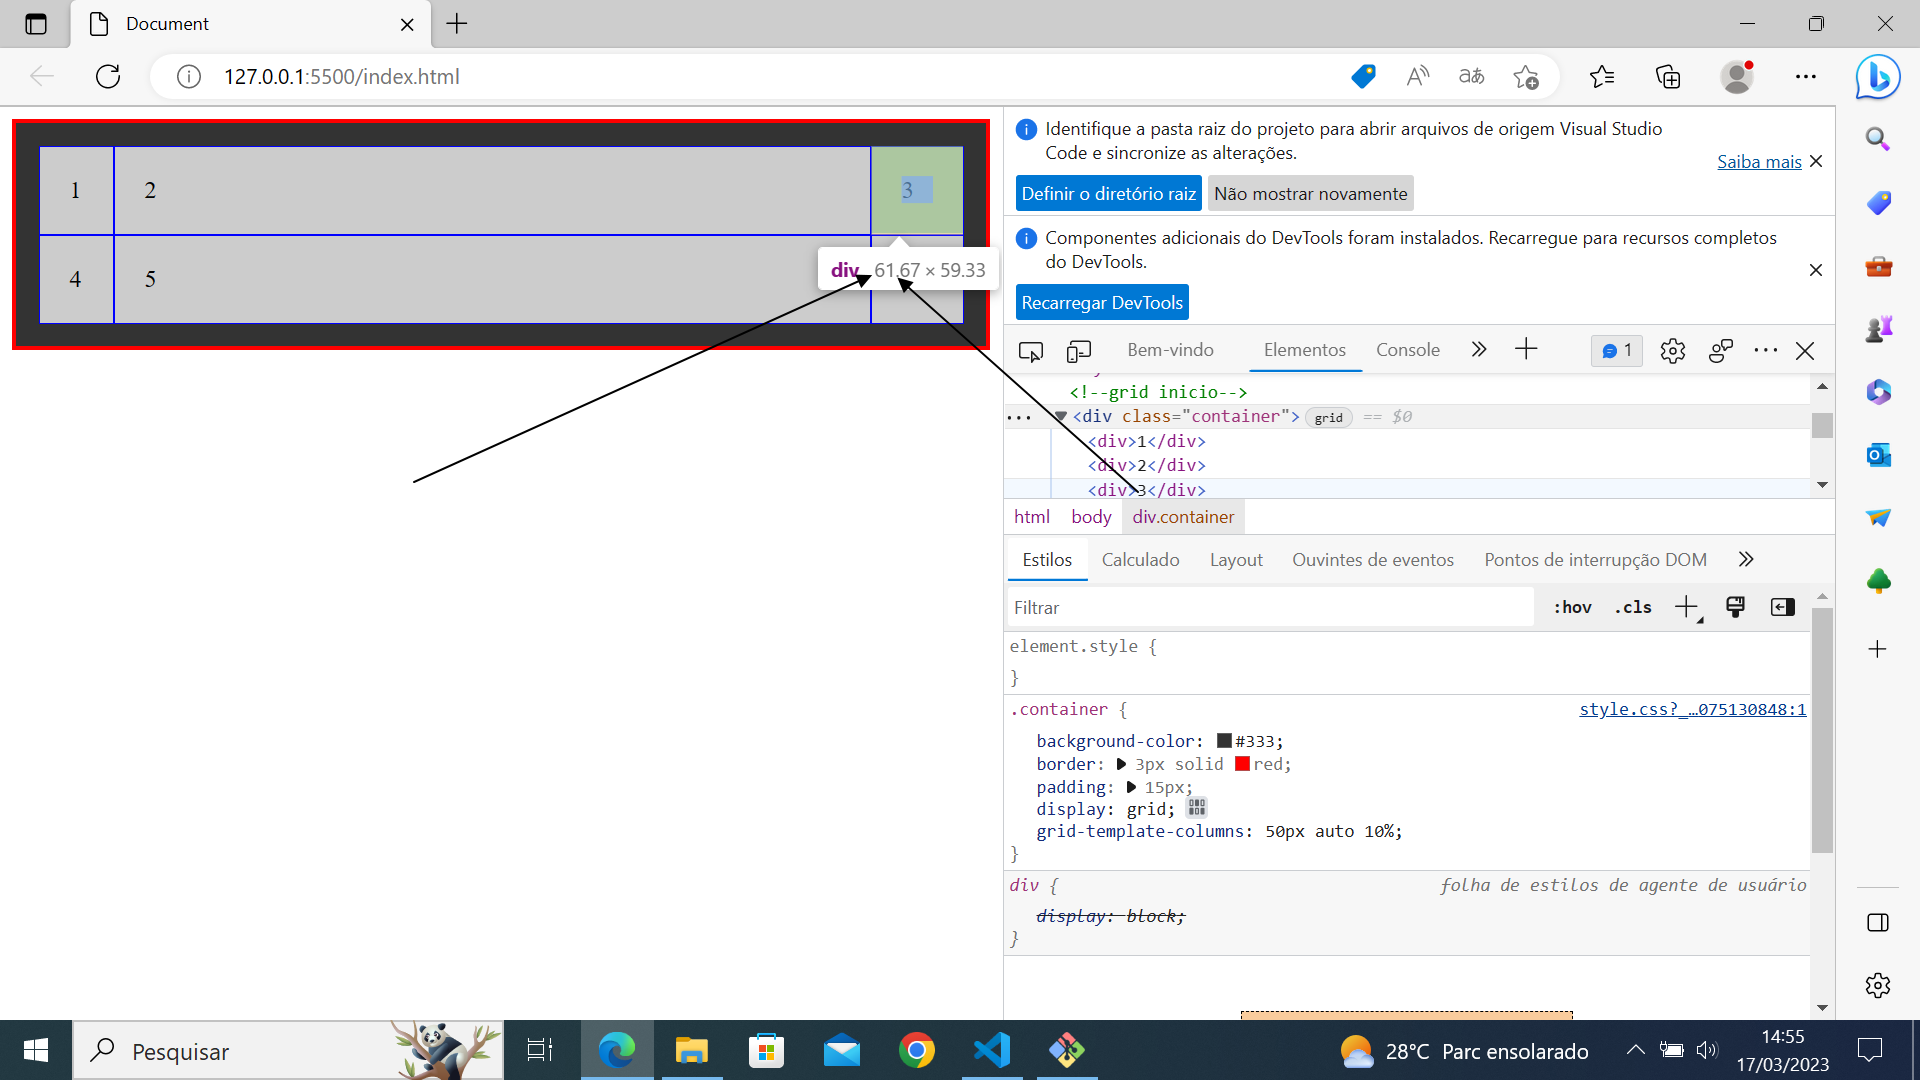 Document
127.0.0.1:5500/index.html
1
2
3
4
5
div
61.67 × 59.33
Identifique a pasta raiz do projeto para abrir arquivos de origem Visual Studio
Code e sincronize as alterações.
Saiba mais
Definir o diretório raiz
Não mostrar novamente
Componentes adicionais do DevTools foram instalados. Recarregue para recursos completos
do DevTools.
Recarregar DevTools
Bem-vindo
Elementos
Console
1
<!--grid inicio-->
<div class="container"> grid == $0
<div>1</div>
<div>2</div>
<div>3</div>
html
body
div.container
Estilos
Calculado
Layout
Ouvintes de eventos
Pontos de interrupção DOM
Filtrar
:hov
.cls
element.style {
}
.container {
style.css?_…075130848:1
background-color: #333;
border: 3px solid red;
padding: 15px;
display: grid;
grid-template-columns: 50px auto 10%;
}
div {
folha de estilos de agente de usuário
display: block;
}
Pesquisar
28°C Parc ensolarado
14:55
17/03/2023